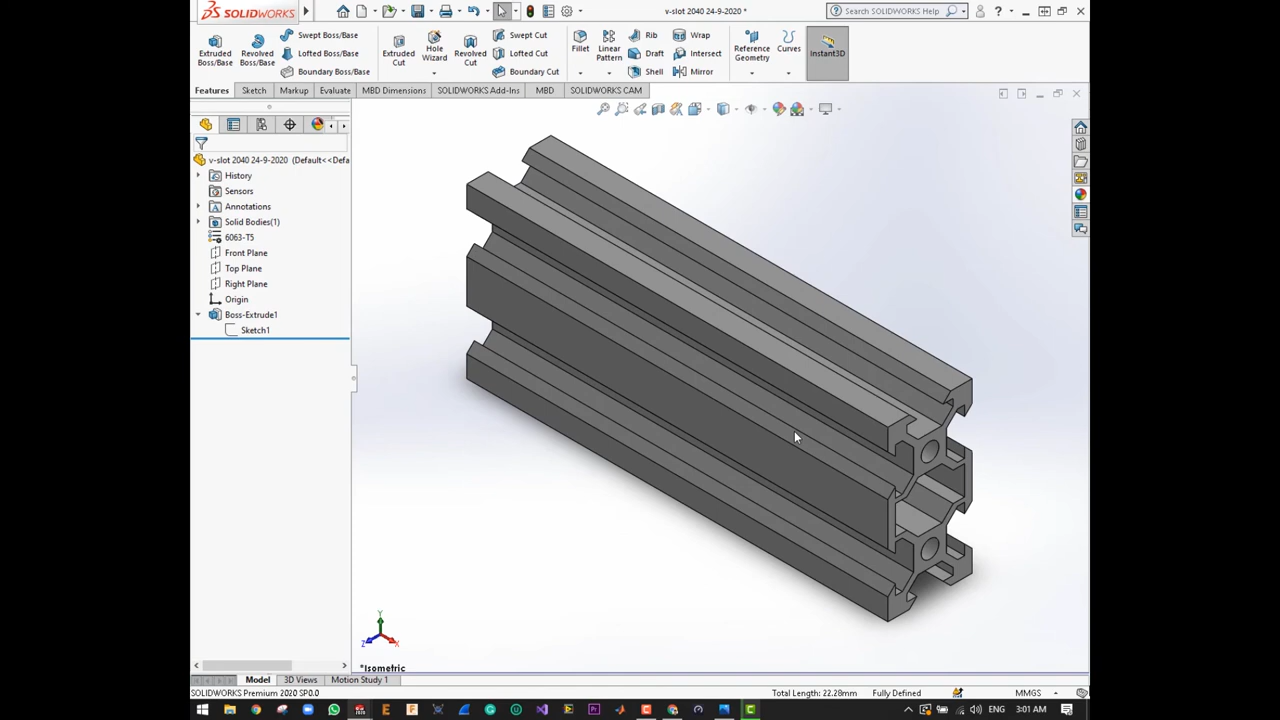 SOLIDWORKS
v-slot 2040 24-9-2020 *
Search SOLIDWORKS Help
Extruded Boss/Base
Revolved Boss/Base
Swept Boss/Base
Lofted Boss/Base
Boundary Boss/Base
Extruded Cut
Hole Wizard
Revolved Cut
Swept Cut
Lofted Cut
Boundary Cut
Fillet
Linear Pattern
Rib
Draft
Shell
Wrap
Intersect
Mirror
Reference Geometry
Curves
Instant3D
Features Sketch Markup Evaluate MBD Dimensions SOLIDWORKS Add-Ins MBD SOLIDWORKS CAM
v-slot 2040 24-9-2020 (Default<<Defa
History
Sensors
Annotations
Solid Bodies(1)
6063-T5
Front Plane
Top Plane
Right Plane
Origin
Boss-Extrude1
Sketch1
Y
Z
X
*Isometric
Model 3D Views Motion Study 1
SOLIDWORKS Premium 2020 SP0.0 Total Length: 22.28mm Fully Defined MMGS
ENG 3:01 AM